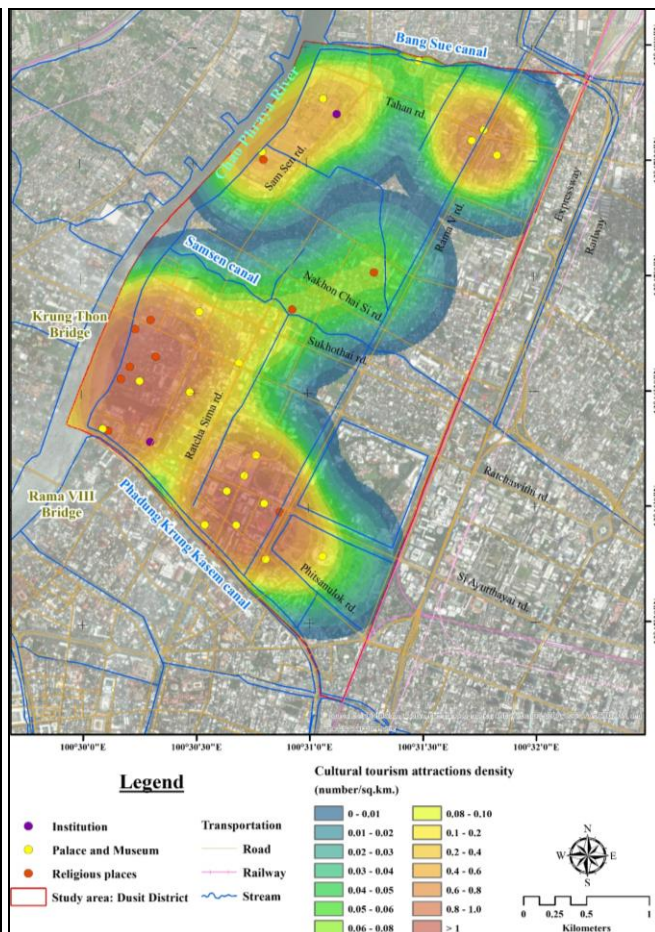 Bang Sue canal
Chao Phraya River
Tahan rd.
Sam Sen rd.
Expressway
Railway
Rama V rd.
Samsen canal
Nakhon Chai Si rd.
Krung Thon
Bridge
Sukhothai rd.
Ratcha Sima rd.
Ratchawithi rd.
Rama VIII
Bridge
Phadung Krung Kasem canal
Phitsanulok rd.
Si Ayutthayai rd.
100°30'0"E
100°30'30"E
100°31'0"E
100°31'30"E
100°32'0"E
Legend
Institution
Palace and Museum
Religious places
Study area: Dusit District
Transportation
Road
Railway
Stream
Cultural tourism attractions density
(number/sq.km.)
0 - 0.01
0.01 - 0.02
0.02 - 0.03
0.03 - 0.04
0.04 - 0.05
0.05 - 0.06
0.06 - 0.08
0.08 - 0.10
0.1 - 0.2
0.2 - 0.4
0.4 - 0.6
0.6 - 0.8
0.8 - 1.0
> 1
N
W
E
S
0
0.25
0.5
1
Kilometers